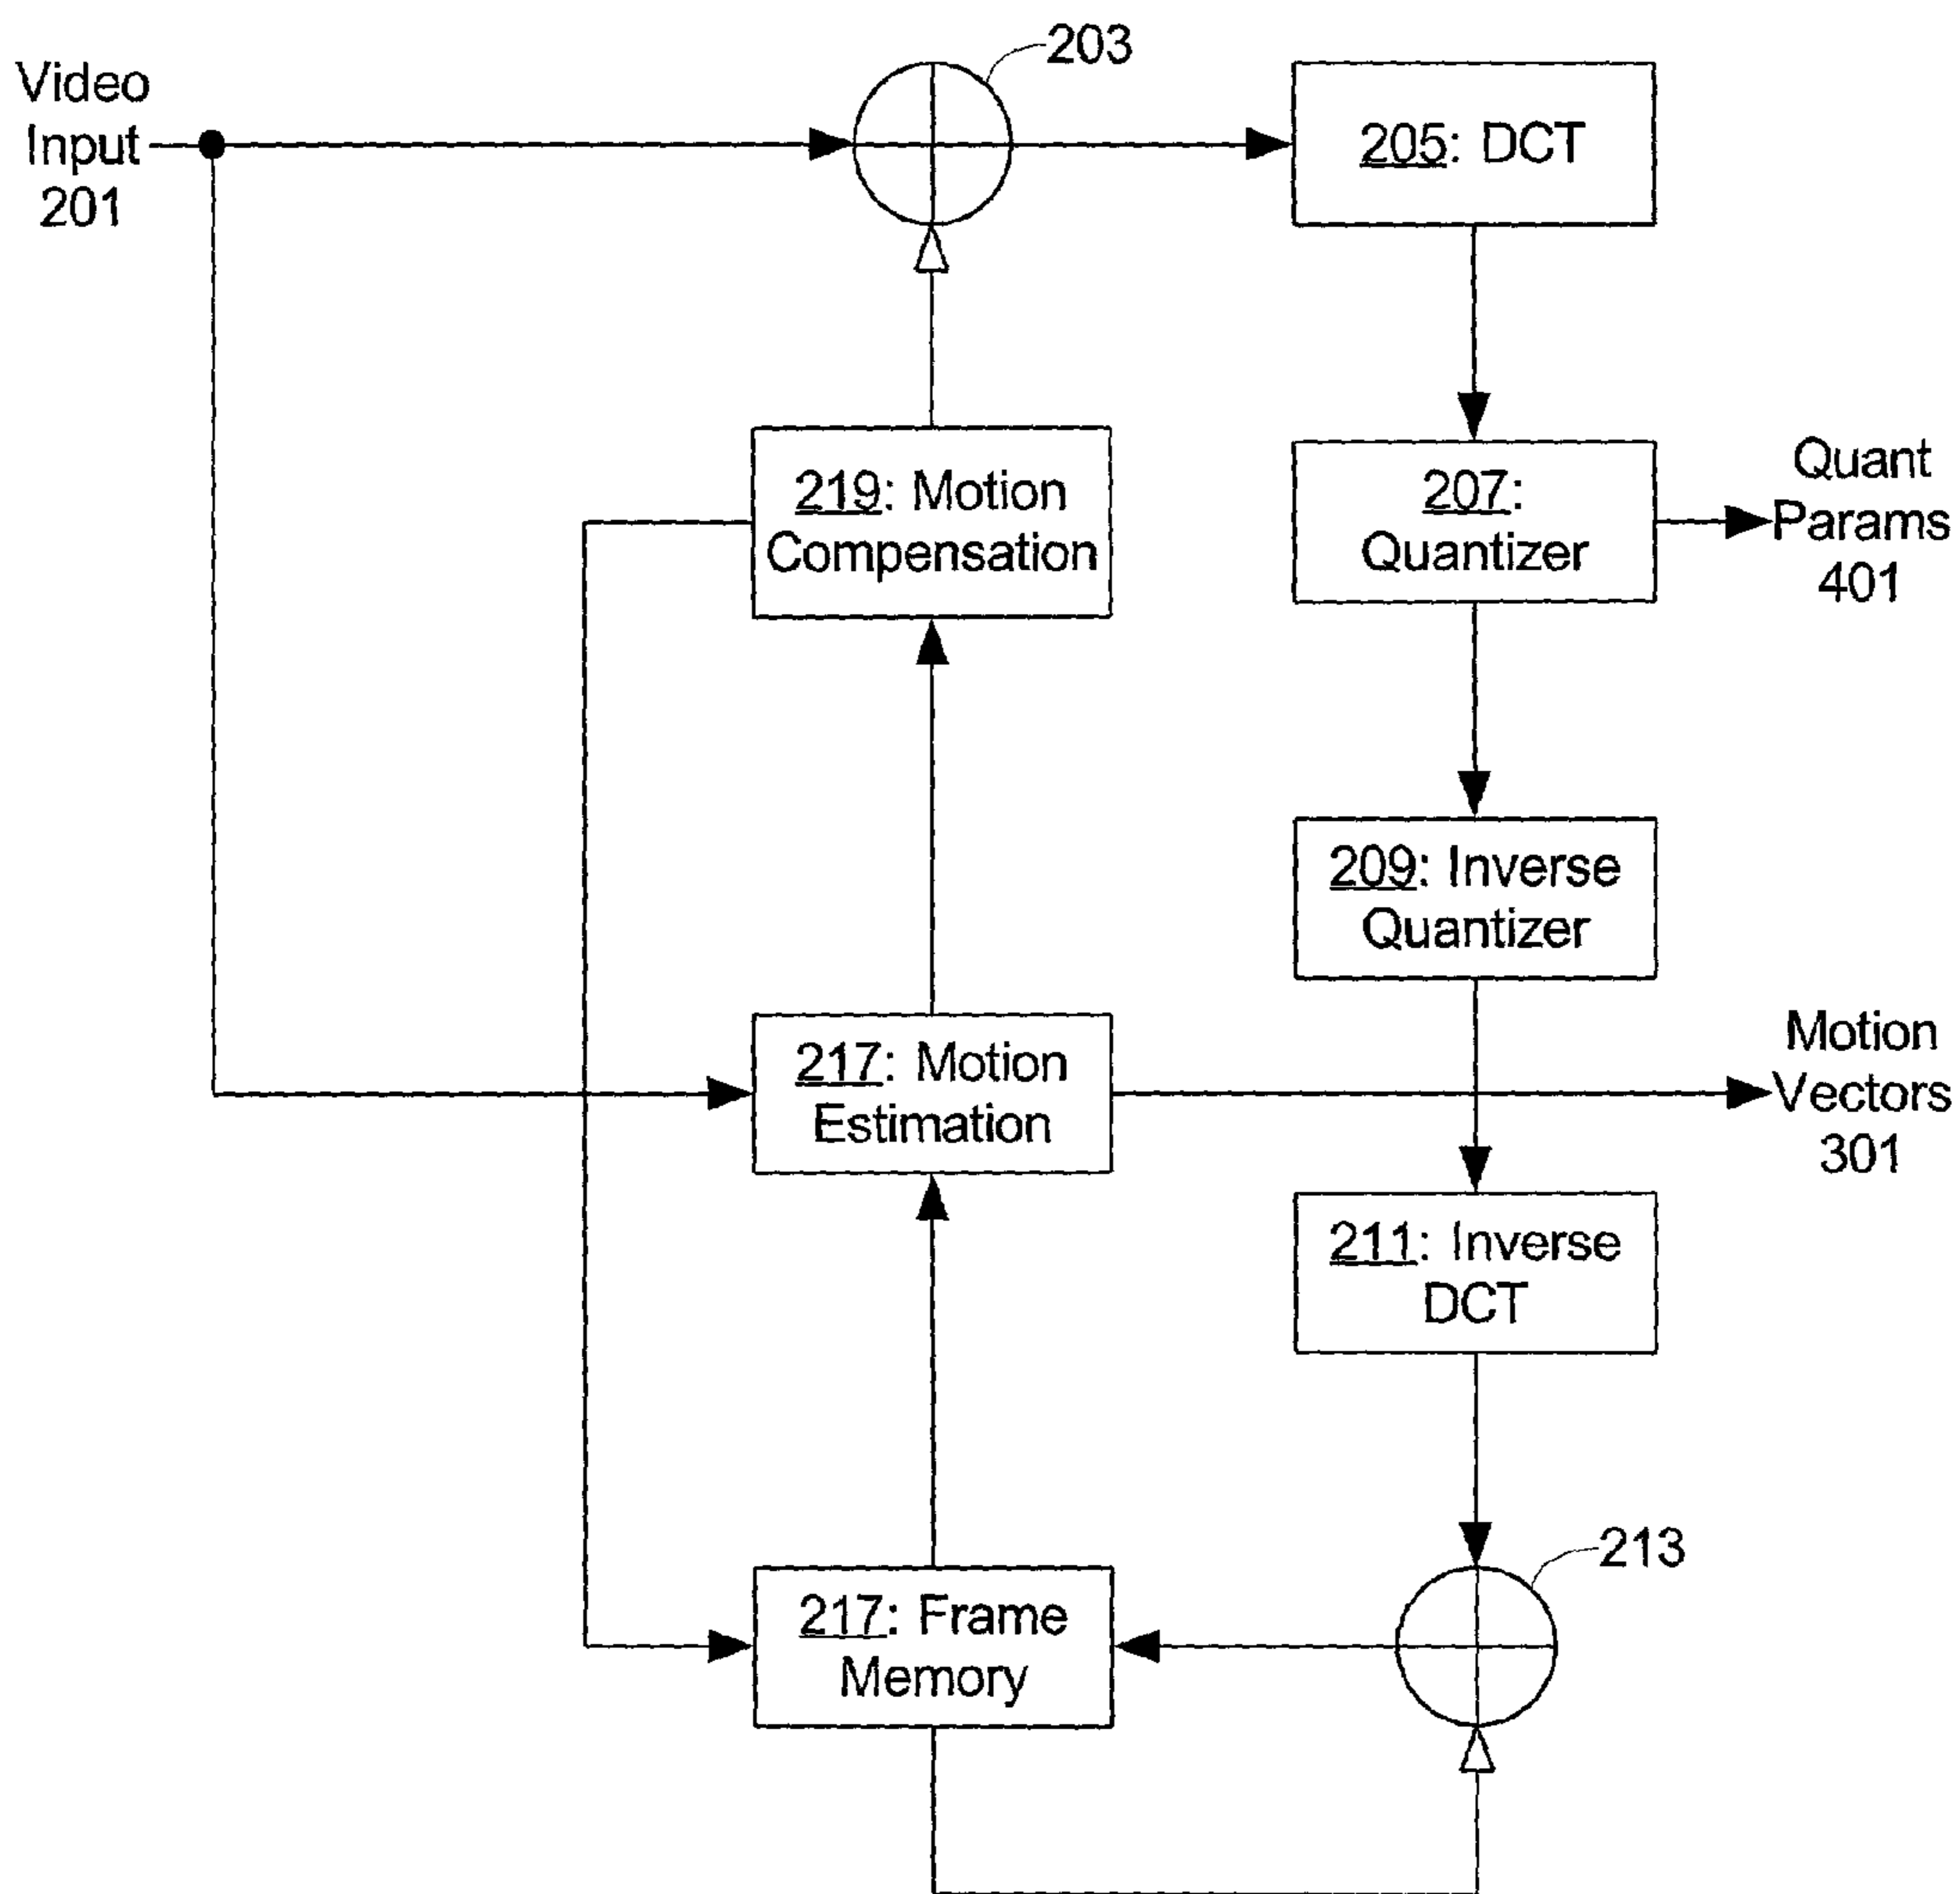 203
Video
Input
201
205: DCT
219: Motion
Compensation
207:
Quantizer
Quant
Params
401
209: Inverse
Quantizer
217: Motion
Estimation
Motion
Vectors
301
211: Inverse
DCT
213
217: Frame
Memory